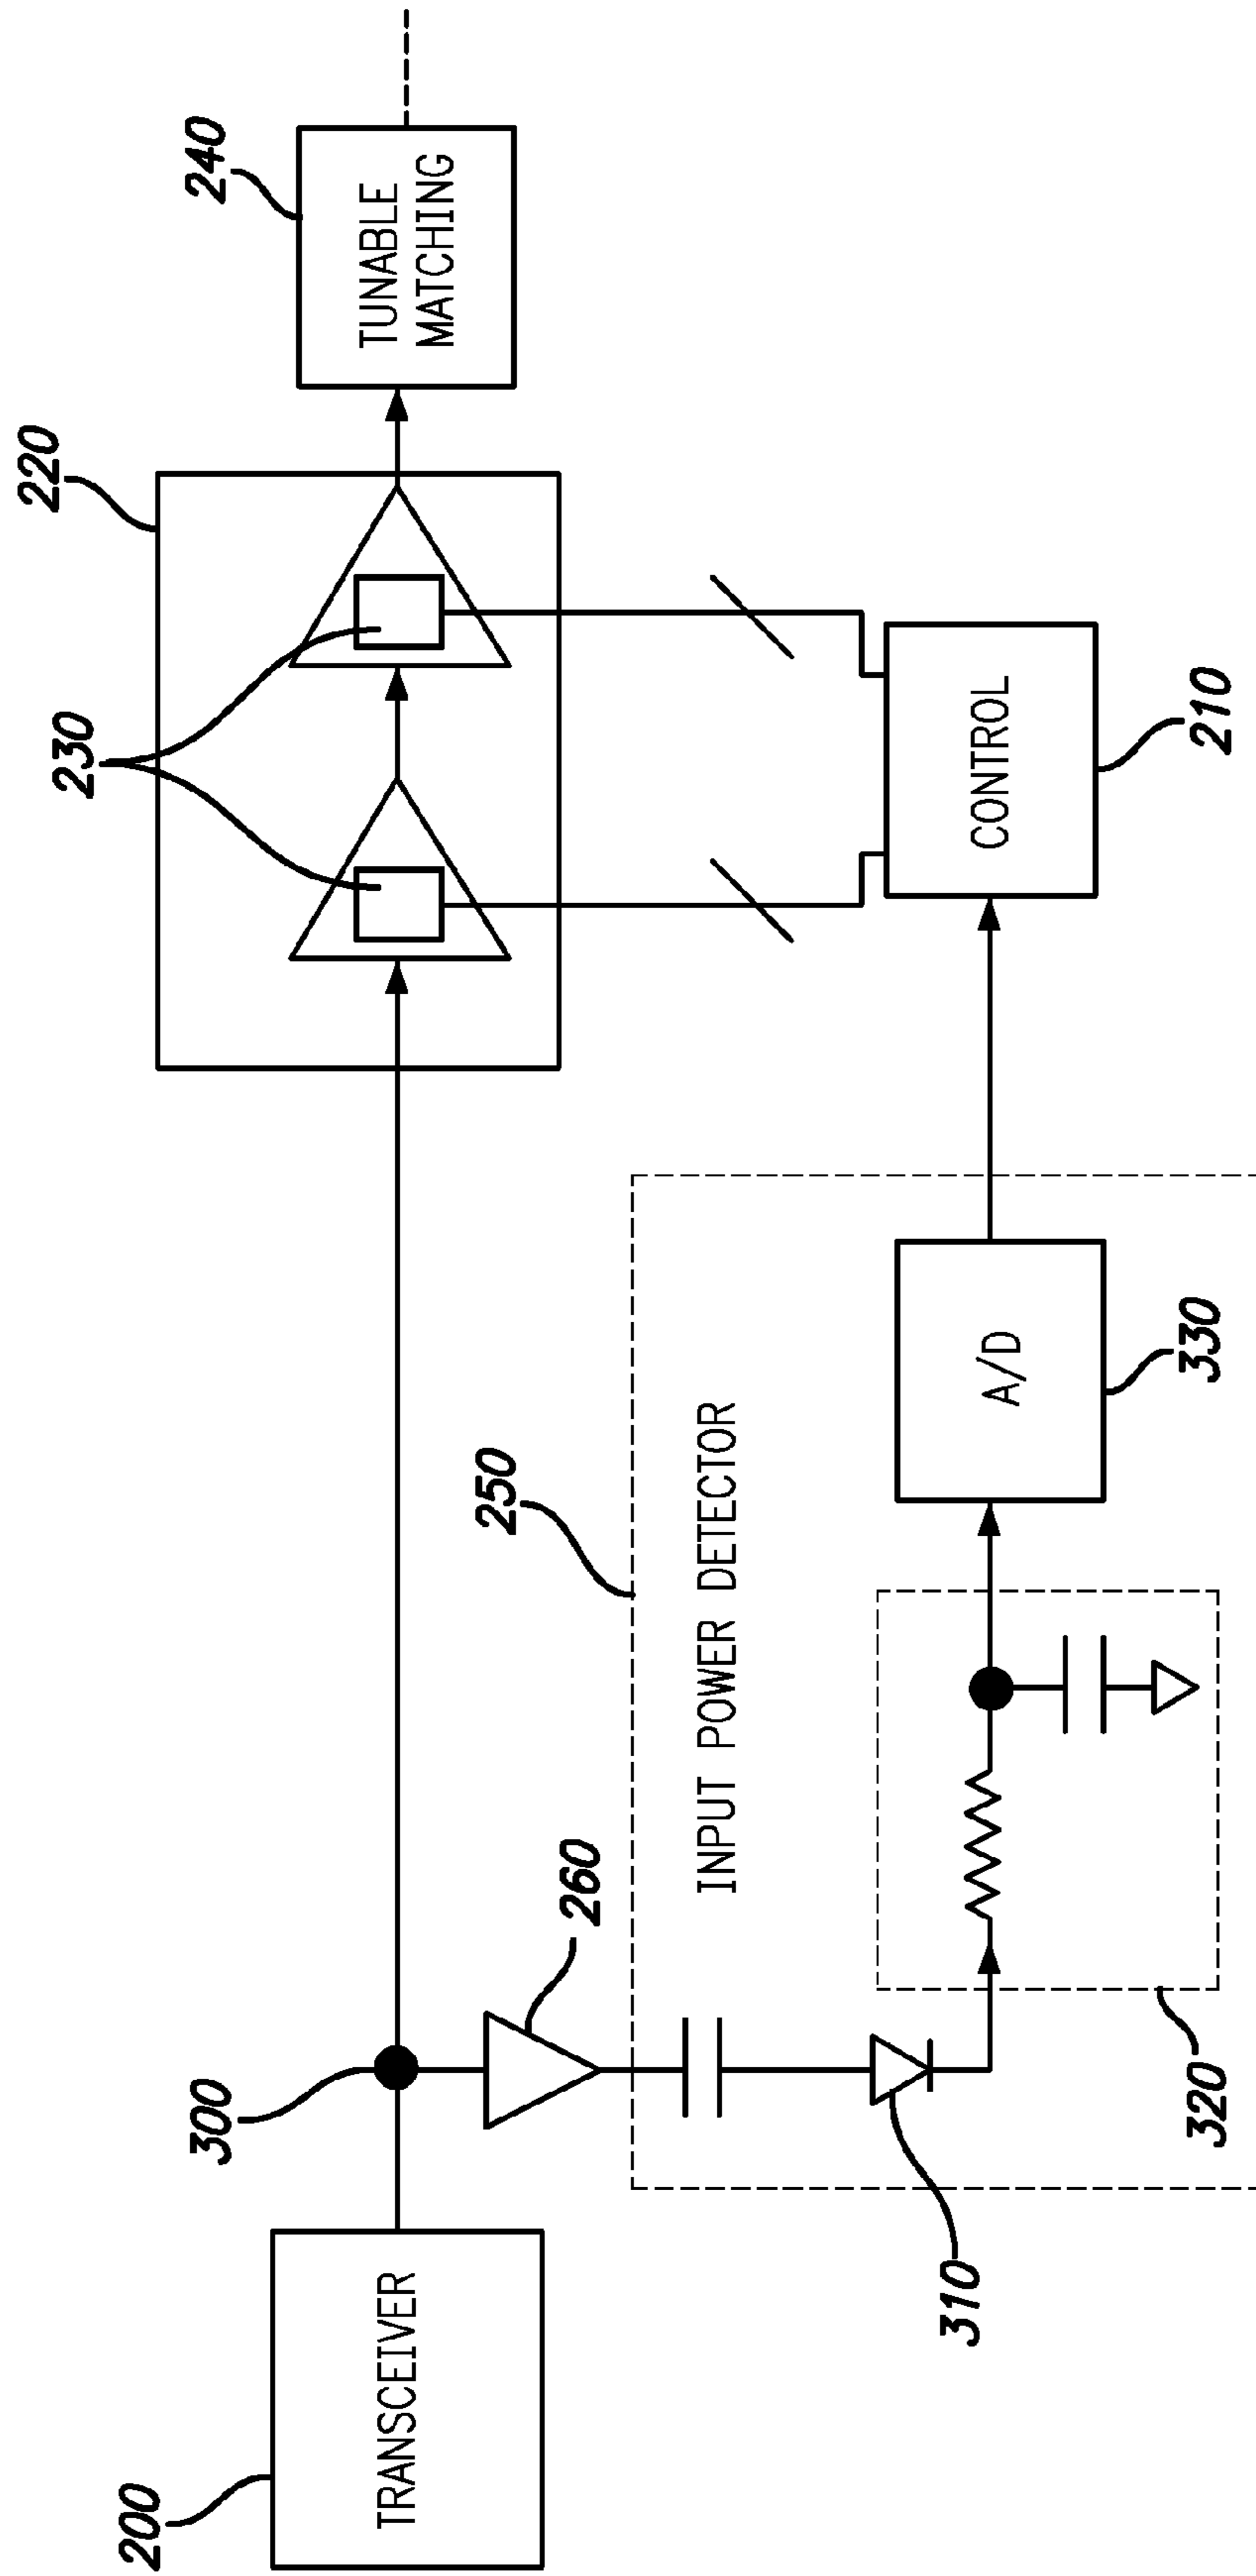 200
TRANSCEIVER
300
260
250
INPUT POWER DETECTOR
310
320
A/D
330
220
230
CONTROL
210
240
TUNABLE
MATCHING